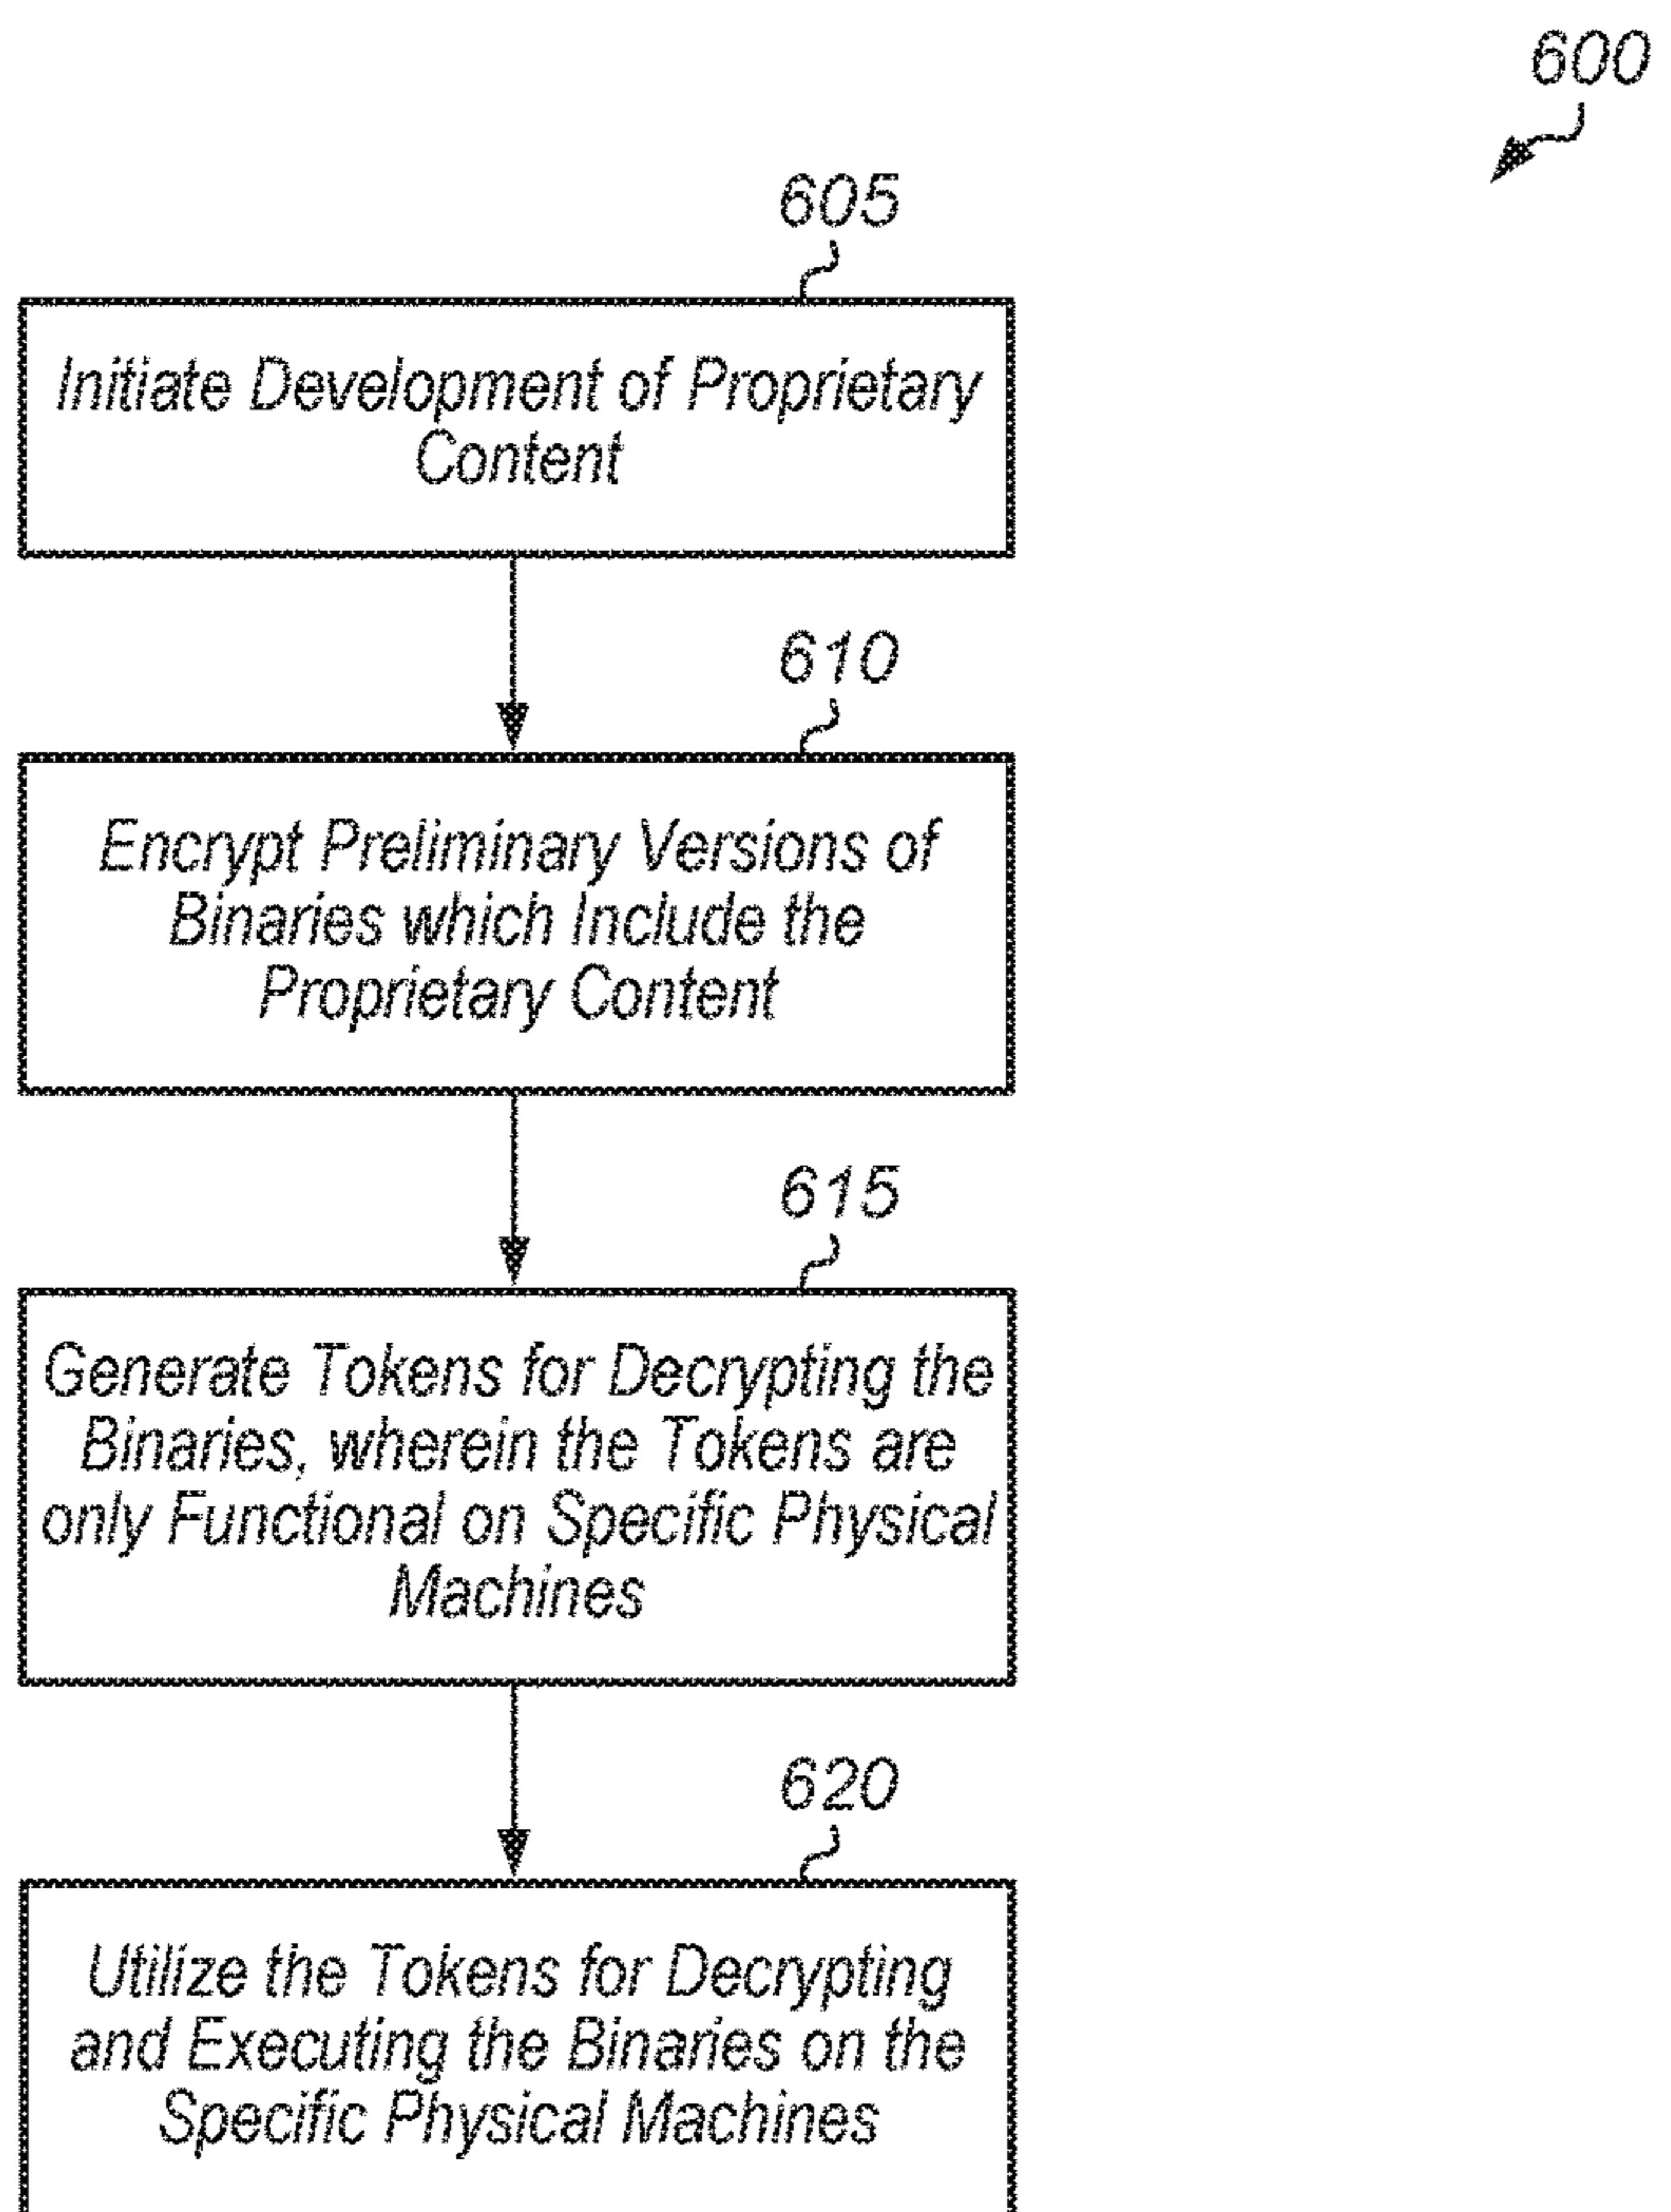 600
605
Initiate Development of Proprietary
Content
610
Encrypt Preliminary Versions of
Binaries which Include the
Proprietary Content
615
Generate Tokens for Decrypting the
Binaries, wherein the Tokens are
only Functional on Specific Physical
Machines
620
Utilize the Tokens for Decrypting
and Executing the Binaries on the
Specific Physical Machines